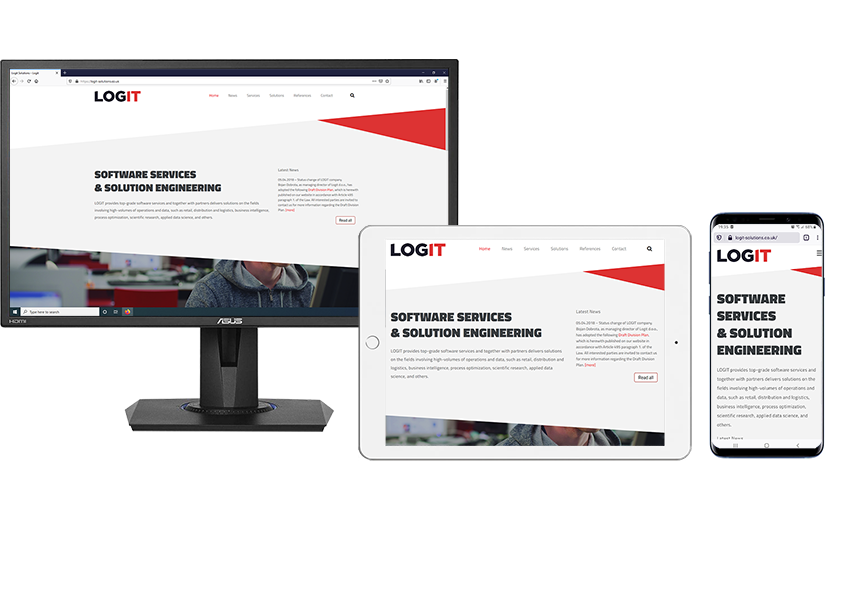 Logit Solutions - Logit
https://logit-solutions.co.uk
LOGIT
Home News Services Solutions References Contact
SOFTWARE SERVICES
& SOLUTION ENGINEERING
LOGIT provides top-grade software services and together with partners delivers solutions on the fields
involving high-volumes of operations and data, such as retail, distribution and logistics, business intelligence,
process optimization, scientific research, applied data science, and others.
Latest News
09.04.2018 – Status change of LOGIT company,
Bojan Dobrota, as managing director of Logit d.o.o., has
adopted the following Draft Division Plan, which is herewith
published on our website in accordance with Article Info
paragraph 1. of the Law. All interested parties are invited to
contact us for more information regarding the Draft Division
Plan. [more]
Read all
Type here to search
HDMI
ASUS
LOGIT
Home News Services Solutions References Contact
SOFTWARE SERVICES
& SOLUTION ENGINEERING
LOGIT provides top-grade software services and together with partners delivers solutions
on the fields involving high-volumes of operations and data, such as retail, distribution and
logistics, business intelligence, process optimization, scientific research, applied data
science, and others.
Latest News
09.04.2018 – Status change of LOGIT company,
Bojan Dobrota, as managing director of Logit d.o.o.,
has adopted the following Draft Division Plan,
which is herewith published on our website in
accordance with Article
paragraph 1. of the
Law. All interested parties are invited to contact us
for more information regarding the Draft Division
Plan. [more]
Read all
19:35
68%
logit-solutions.co.uk/
LOGIT
SOFTWARE
SERVICES
& SOLUTION
ENGINEERING
LOGIT provides top-grade software services and
together with partners delivers solutions on the
fields involving high-volumes of operations and
data, such as retail, distribution and logistics,
business intelligence, process optimization,
scientific research, applied data science, and
others.
Latest News